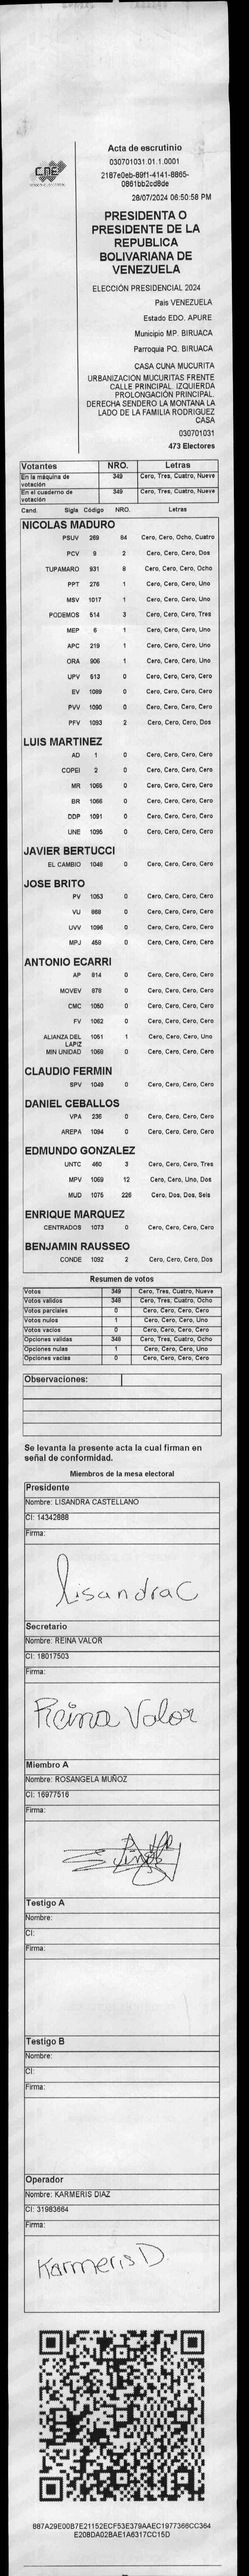 CNE
Acta de escrutinio
030701031.01.1.0001
2187e0eb-89f1-4141-8865-
0861bb2cd8de
28/07/2024 06:50:58 PM
PRESIDENTA O
PRESIDENTE DE LA
REPUBLICA
BOLIVARIANA DE
VENEZUELA
ELECCIÓN PRESIDENCIAL 2024
Pais VENEZUELA
Estado EDO. APURE
Municipio MP. BIRUACA
Parroquia PQ. BIRUACA
CASA CUNA MUCURITA
URBANIZACION MUCURITAS FRENTE
CALLE PRINCIPAL. IZQUIERDA
PROLONGACIÓN PRINCIPAL.
DERECHA SENDERO LA MONTANA LA
LADO DE LA FAMILIA RODRIGUEZ
CASA
030701031
473 Electores
Votantes NRO. Letras
En la máquina de votación 349 Cero, Tres, Cuatro, Nueve
En el cuaderno de votación 349 Cero, Tres, Cuatro, Nueve
Cand. Sigla Código NRO. Letras
NICOLAS MADURO
PSUV 269 84 Cero, Cero, Ocho, Cuatro
PCV 9 2 Cero, Cero, Cero, Dos
TUPAMARO 931 8 Cero, Cero, Cero, Ocho
PPT 276 1 Cero, Cero, Cero, Uno
MSV 1017 1 Cero, Cero, Cero, Uno
PODEMOS 514 3 Cero, Cero, Cero, Tres
MEP 6 1 Cero, Cero, Cero, Uno
APC 219 1 Cero, Cero, Cero, Uno
ORA 906 1 Cero, Cero, Cero, Uno
UPV 613 0 Cero, Cero, Cero, Cero
EV 1089 0 Cero, Cero, Cero, Cero
PVV 1090 0 Cero, Cero, Cero, Cero
PFV 1093 2 Cero, Cero, Cero, Dos
LUIS MARTINEZ
AD 1 0 Cero, Cero, Cero, Cero
COPEI 2 0 Cero, Cero, Cero, Cero
MR 1065 0 Cero, Cero, Cero, Cero
BR 1066 0 Cero, Cero, Cero, Cero
DDP 1091 0 Cero, Cero, Cero, Cero
UNE 1095 0 Cero, Cero, Cero, Cero
JAVIER BERTUCCI
EL CAMBIO 1048 0 Cero, Cero, Cero, Cero
JOSE BRITO
PV 1053 0 Cero, Cero, Cero, Cero
VU 868 0 Cero, Cero, Cero, Cero
UVV 1096 0 Cero, Cero, Cero, Cero
MPJ 458 0 Cero, Cero, Cero, Cero
ANTONIO ECARRI
AP 814 0 Cero, Cero, Cero, Cero
MOVEV 878 0 Cero, Cero, Cero, Cero
CMC 1050 0 Cero, Cero, Cero, Cero
FV 1062 0 Cero, Cero, Cero, Cero
ALIANZA DEL LAPIZ 1051 1 Cero, Cero, Cero, Uno
MIN UNIDAD 1068 0 Cero, Cero, Cero, Cero
CLAUDIO FERMIN
SPV 1049 0 Cero, Cero, Cero, Cero
DANIEL CEBALLOS
VPA 236 0 Cero, Cero, Cero, Cero
AREPA 1094 0 Cero, Cero, Cero, Cero
EDMUNDO GONZALEZ
UNTC 460 3 Cero, Cero, Cero, Tres
MPV 1069 12 Cero, Cero, Uno, Dos
MUD 1075 226 Cero, Dos, Dos, Seis
ENRIQUE MARQUEZ
CENTRADOS 1073 0 Cero, Cero, Cero, Cero
BENJAMIN RAUSSEO
CONDE 1092 2 Cero, Cero, Cero, Dos
Resumen de votos
Votos 349 Cero, Tres, Cuatro, Nueve
Votos validos 348 Cero, Tres, Cuatro, Ocho
Votos parciales 0 Cero, Cero, Cero, Cero
Votos nulos 1 Cero, Cero, Cero, Uno
Votos vacios 0 Cero, Cero, Cero, Cero
Opciones validas 348 Cero, Tres, Cuatro, Ocho
Opciones nulas 1 Cero, Cero, Cero, Uno
Opciones vacias 0 Cero, Cero, Cero, Cero
Observaciones:
Se levanta la presente acta la cual firman en
señal de conformidad.
Miembros de la mesa electoral
Presidente
Nombre: LISANDRA CASTELLANO
CI: 14342888
Firma:
Lisandra C
Secretario
Nombre: REINA VALOR
CI: 18017503
Firma:
Reina Valor
Miembro A
Nombre: ROSANGELA MUÑOZ
CI: 16977516
Firma:
Testigo A
Nombre:
CI:
Firma:
Testigo B
Nombre:
CI:
Firma:
Operador
Nombre: KARMERIS DIAZ
CI: 31983664
Firma:
Karmeris D.
887A29E00B7E21152ECF53E379AAEC1977366CC364
E208DA02BAE1A6317CC15D